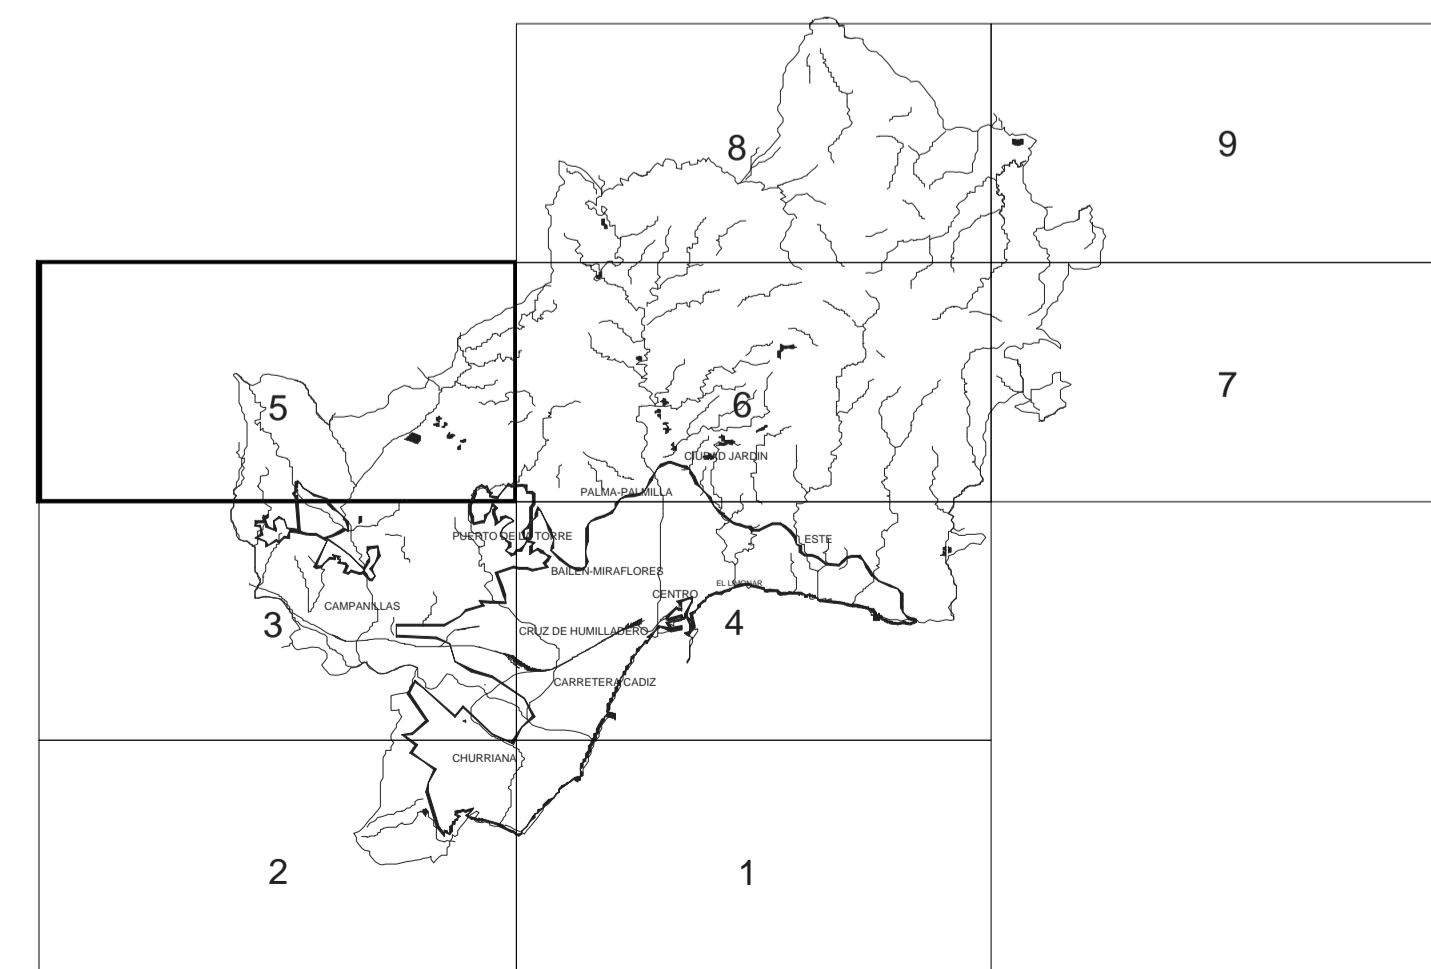 8
9
5
6
7
CIUDAD JARDIN
PALMA-PALMILLA
PUERTO DE LA TORRE
ESTE
BAILEN-MIRAFLORES
EL LIMONAR
CENTRO
CAMPANILLAS
3
CRUZ DE HUMILLADERO
4
CARRETERA CADIZ
CHURRIANA
2
1